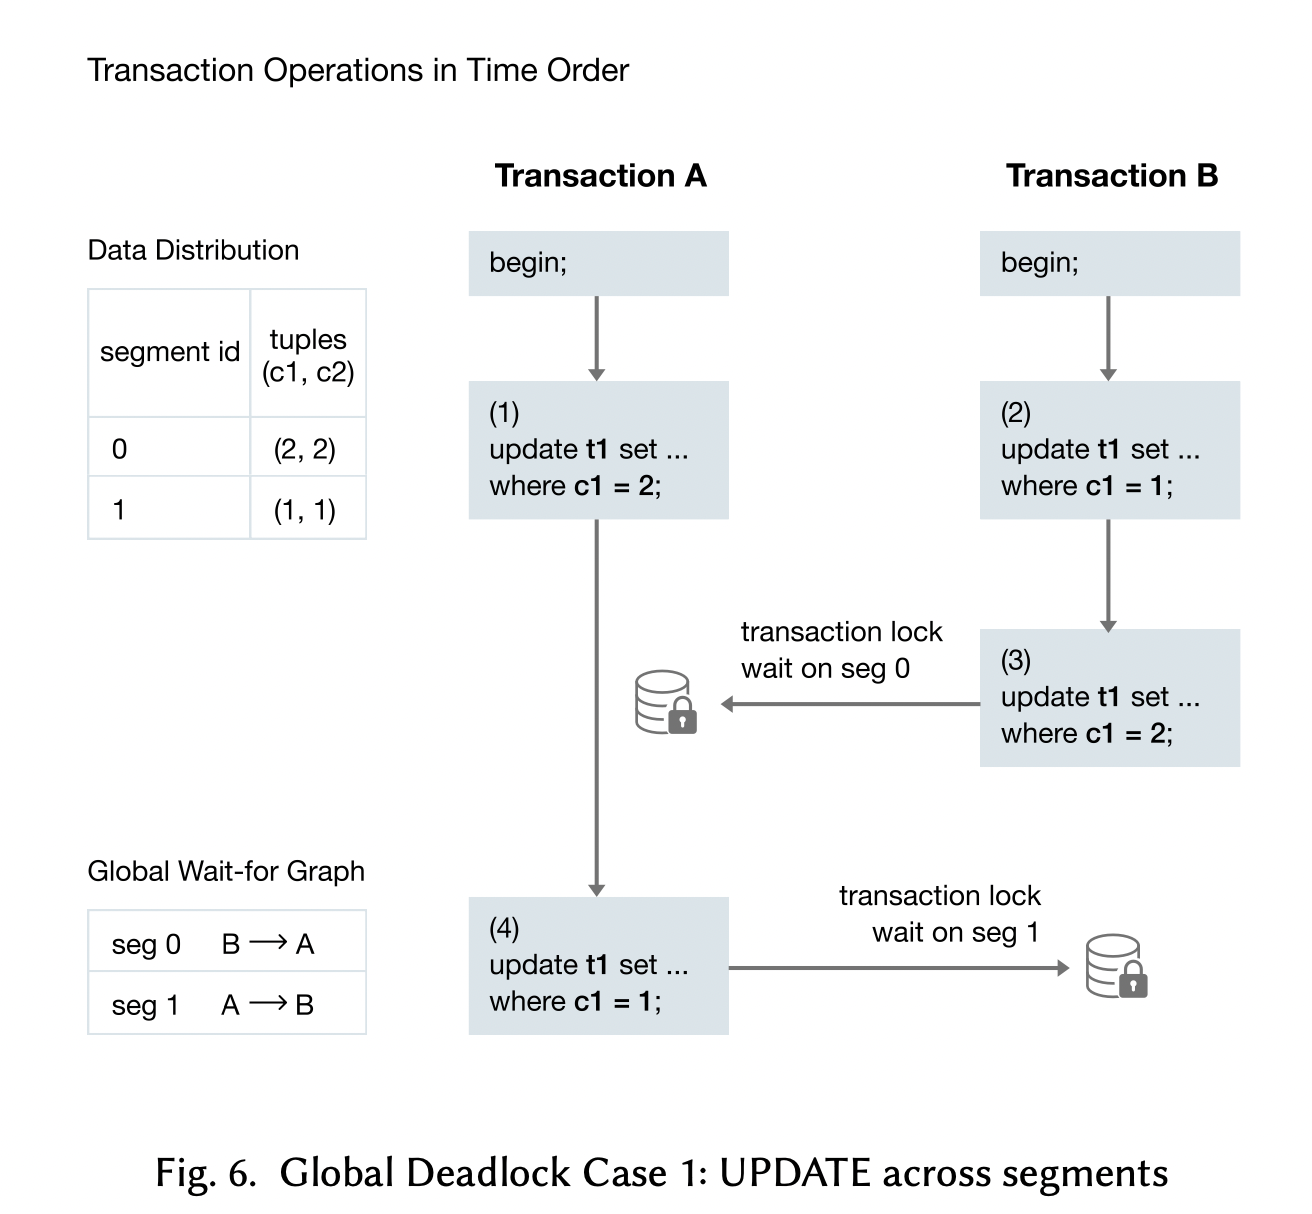 Transaction Operations in Time Order
Transaction A
Transaction B
Data Distribution
segment id
tuples
(c1, c2)
0
(2, 2)
1
(1, 1)
begin;
begin;
(1)
update t1 set ...
where c1 = 2;
(2)
update t1 set ...
where c1 = 1;
transaction lock
wait on seg 0
(3)
update t1 set ...
where c1 = 2;
Global Wait-for Graph
seg 0 B ⟶ A
seg 1 A ⟶ B
(4)
update t1 set ...
where c1 = 1;
transaction lock
wait on seg 1
Fig. 6. Global Deadlock Case 1: UPDATE across segments